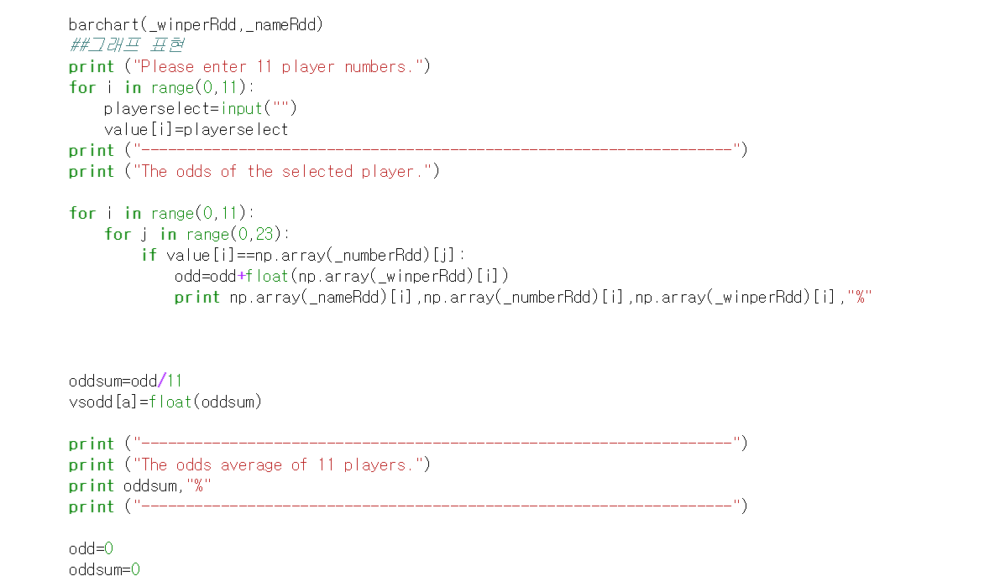 barchart(_winperRdd,_nameRdd)
##그래프 표현
print ("Please enter 11 player numbers.")
for i in range(0,11):
    playerselect=input("")
    value[i]=playerselect
print ("-------------------------------------------------------------------")
print ("The odds of the selected player.")
for i in range(0,11):
    for j in range(0,23):
        if value[i]==np.array(_numberRdd)[j]:
            odd=odd+float(np.array(_winperRdd)[i])
            print np.array(_nameRdd)[i],np.array(_numberRdd)[i],np.array(_winperRdd)[i],"%"
oddsum=odd/11
vsodd[a]=float(oddsum)
print ("-------------------------------------------------------------------")
print ("The odds average of 11 players.")
print oddsum,"%"
print ("-------------------------------------------------------------------")
odd=0
oddsum=0